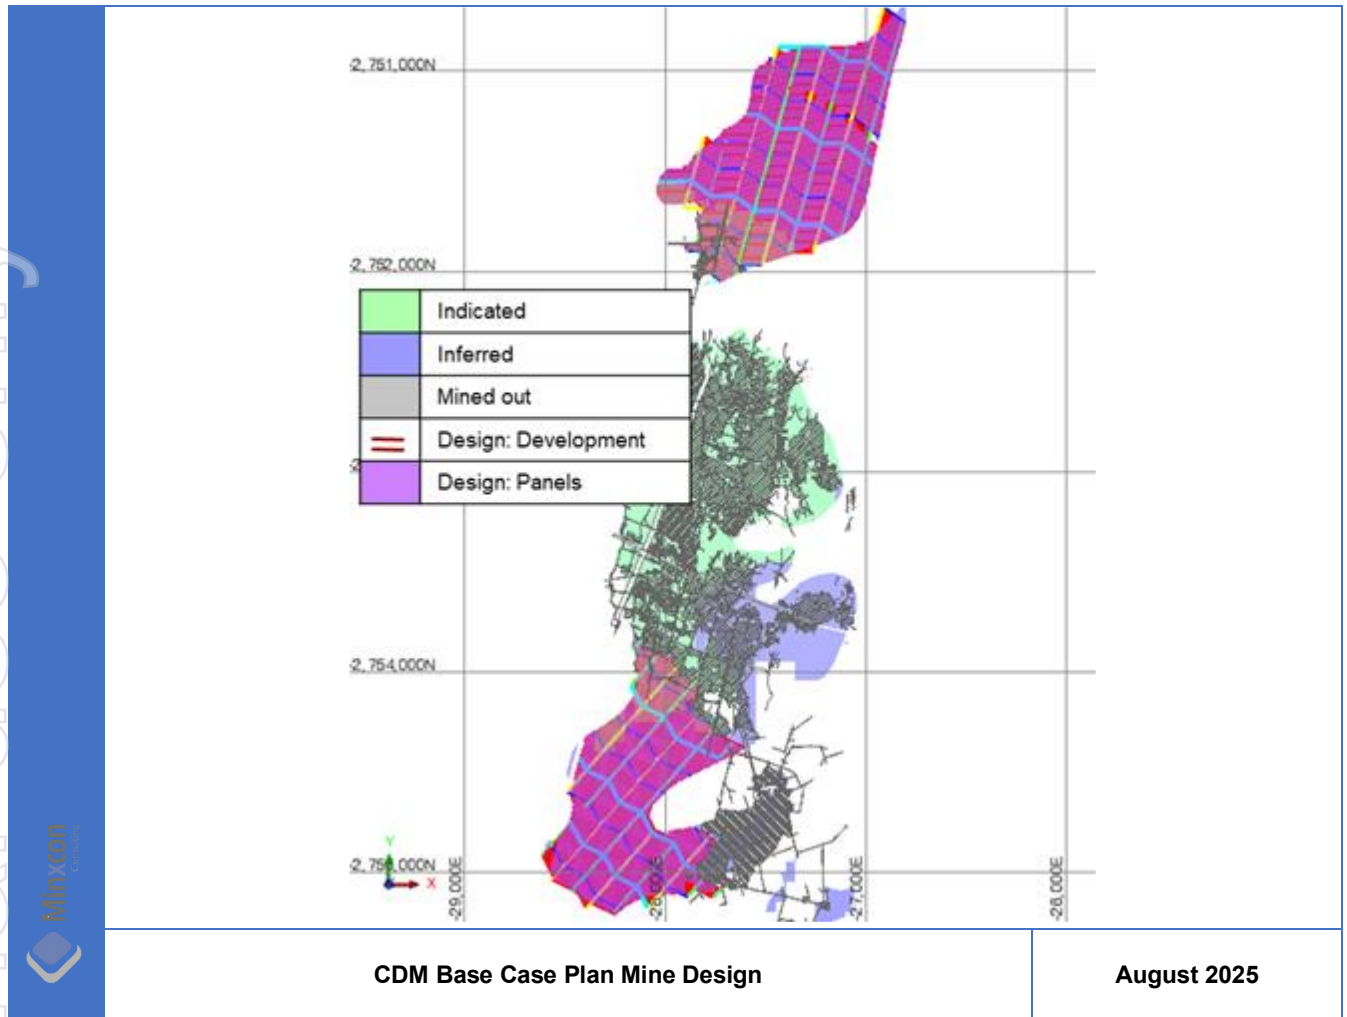 -2,751,000N
-2,752,000N
Indicated
Inferred
Mined out
Design: Development
Design: Panels
-2,754,000N
Y
X
-29,000E
-27,000E
-26,000E
Minxcon
CDM Base Case Plan Mine Design
August 2025